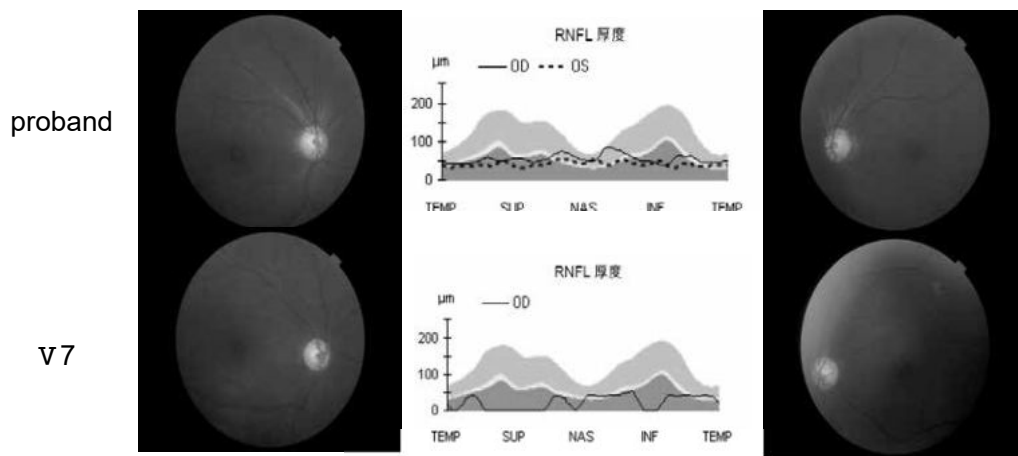 proband
RNFL 厚度
μm
OD OS
200
100
0
TEMP SUP NAS INF TEMP
V7
RNFL 厚度
μm
OD
200
100
0
TEMP SUP NAS INF TEMP